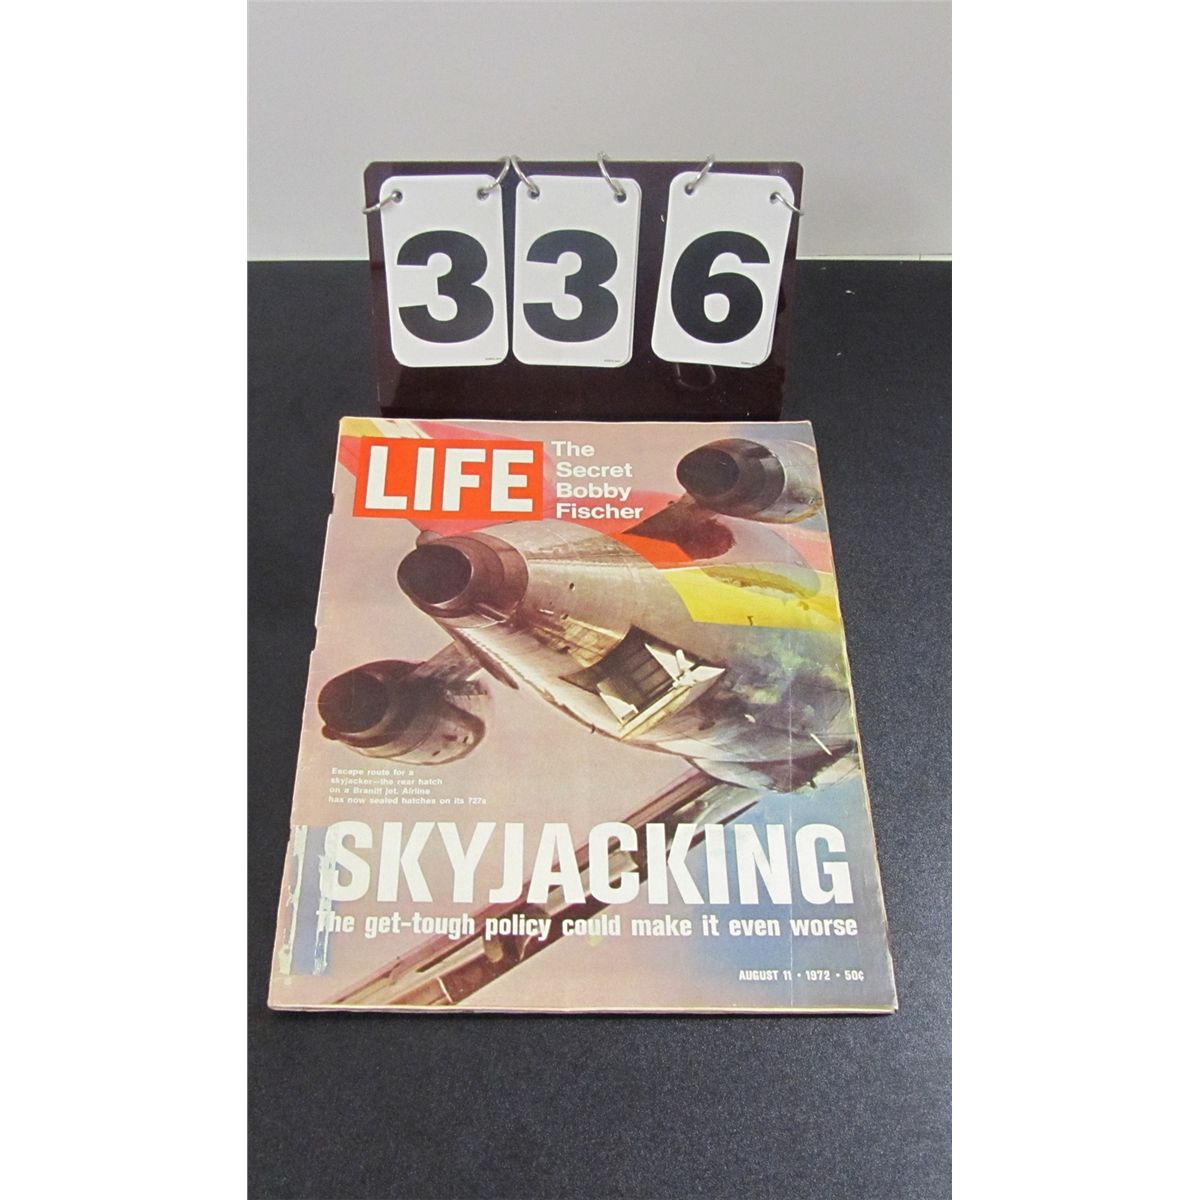 336
LIFE
The
Secret
Bobby
Fischer
Escape route for a
skyjacker—the rear hatch
on a Braniff jet. Airline
has now sealed hatches on its 727s
SKYJACKING
The get-tough policy could make it even worse
AUGUST 11 • 1972 • 50¢